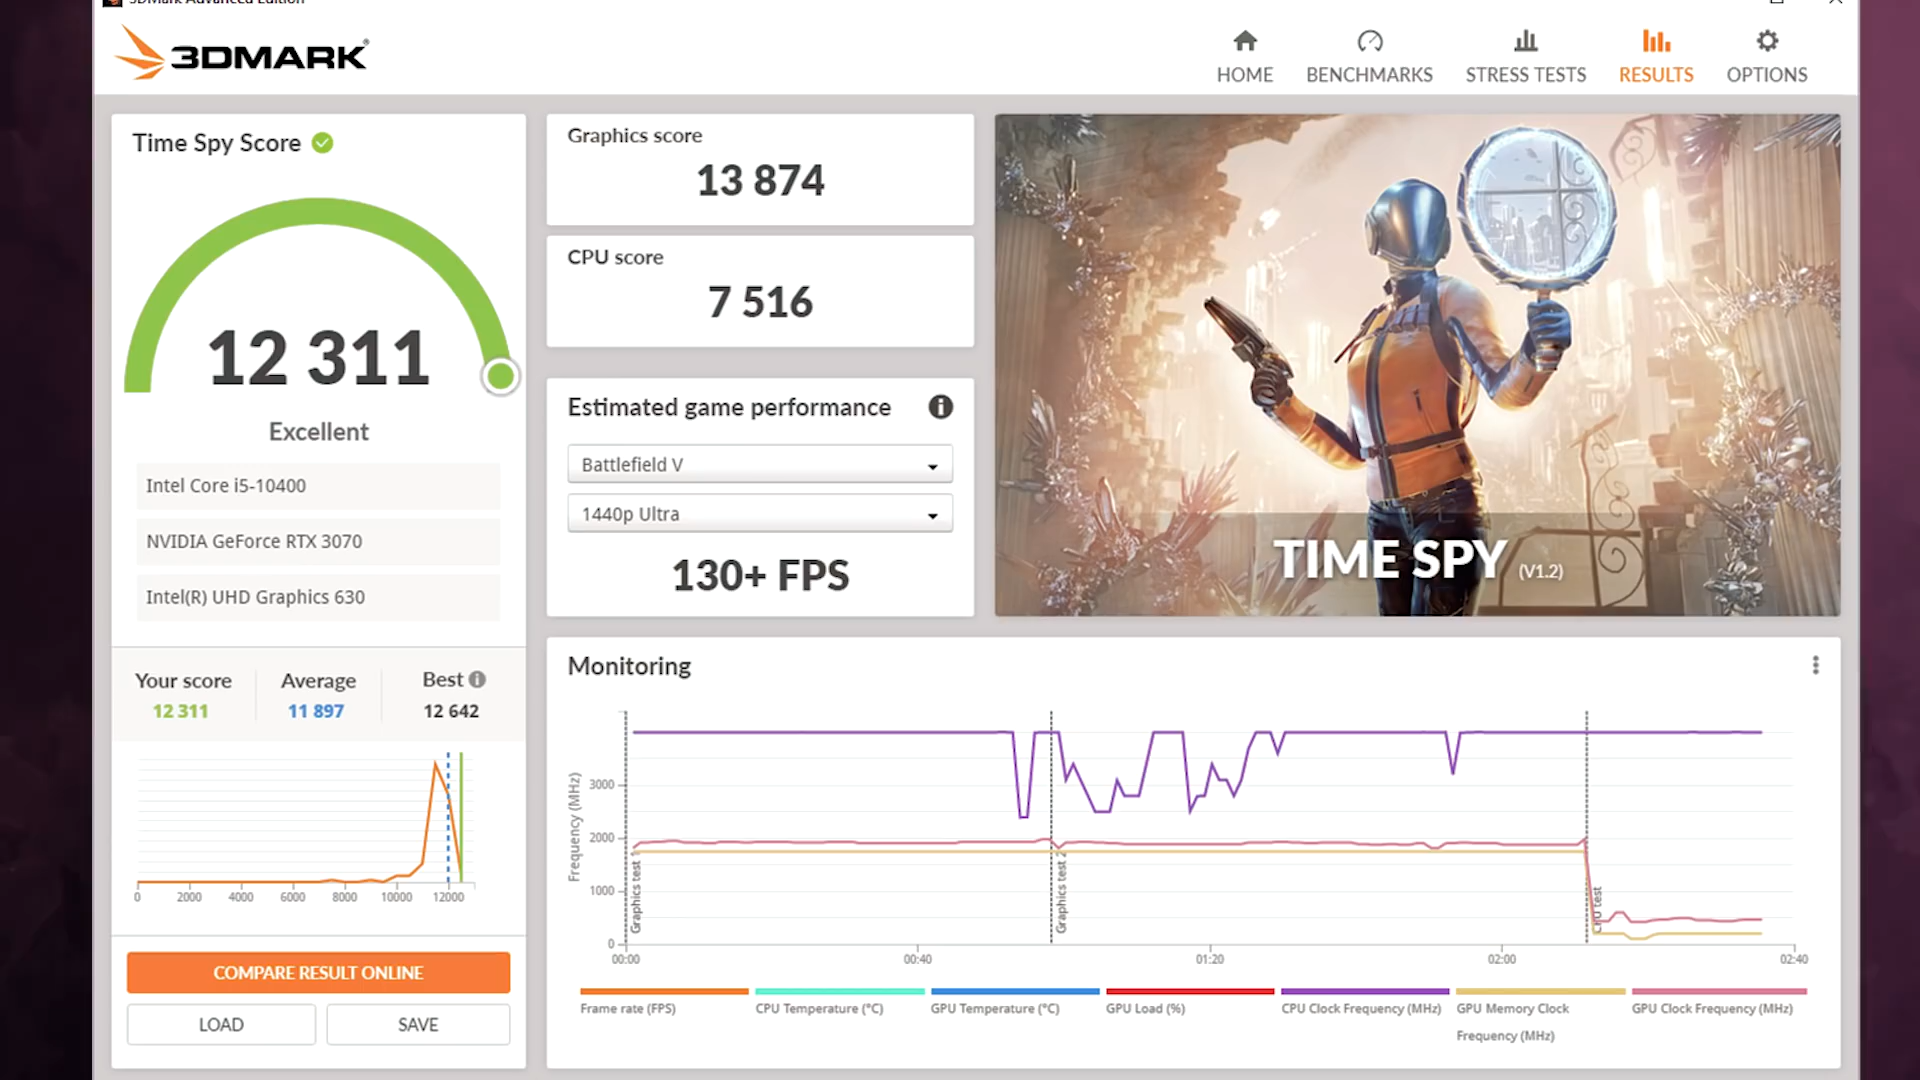 3DMark Advanced Edition
3DMARK®
HOME
BENCHMARKS
STRESS TESTS
RESULTS
OPTIONS
Time Spy Score
12 311
Excellent
Intel Core i5-10400
NVIDIA GeForce RTX 3070
Intel(R) UHD Graphics 630
Your score
12 311
Average
11 897
Best
12 642
0 2000 4000 6000 8000 10000 12000
COMPARE RESULT ONLINE
LOAD
SAVE
Graphics score
13 874
CPU score
7 516
Estimated game performance
Battlefield V
1440p Ultra
130+ FPS
TIME SPY (V1.2)
Monitoring
Frequency (MHz)
3000
2000
1000
0
Graphics test
Graphics test 2
CPU test
00:00 00:40 01:20 02:00 02:40
Frame rate (FPS)
CPU Temperature (°C)
GPU Temperature (°C)
GPU Load (%)
CPU Clock Frequency (MHz)
GPU Memory Clock
Frequency (MHz)
GPU Clock Frequency (MHz)